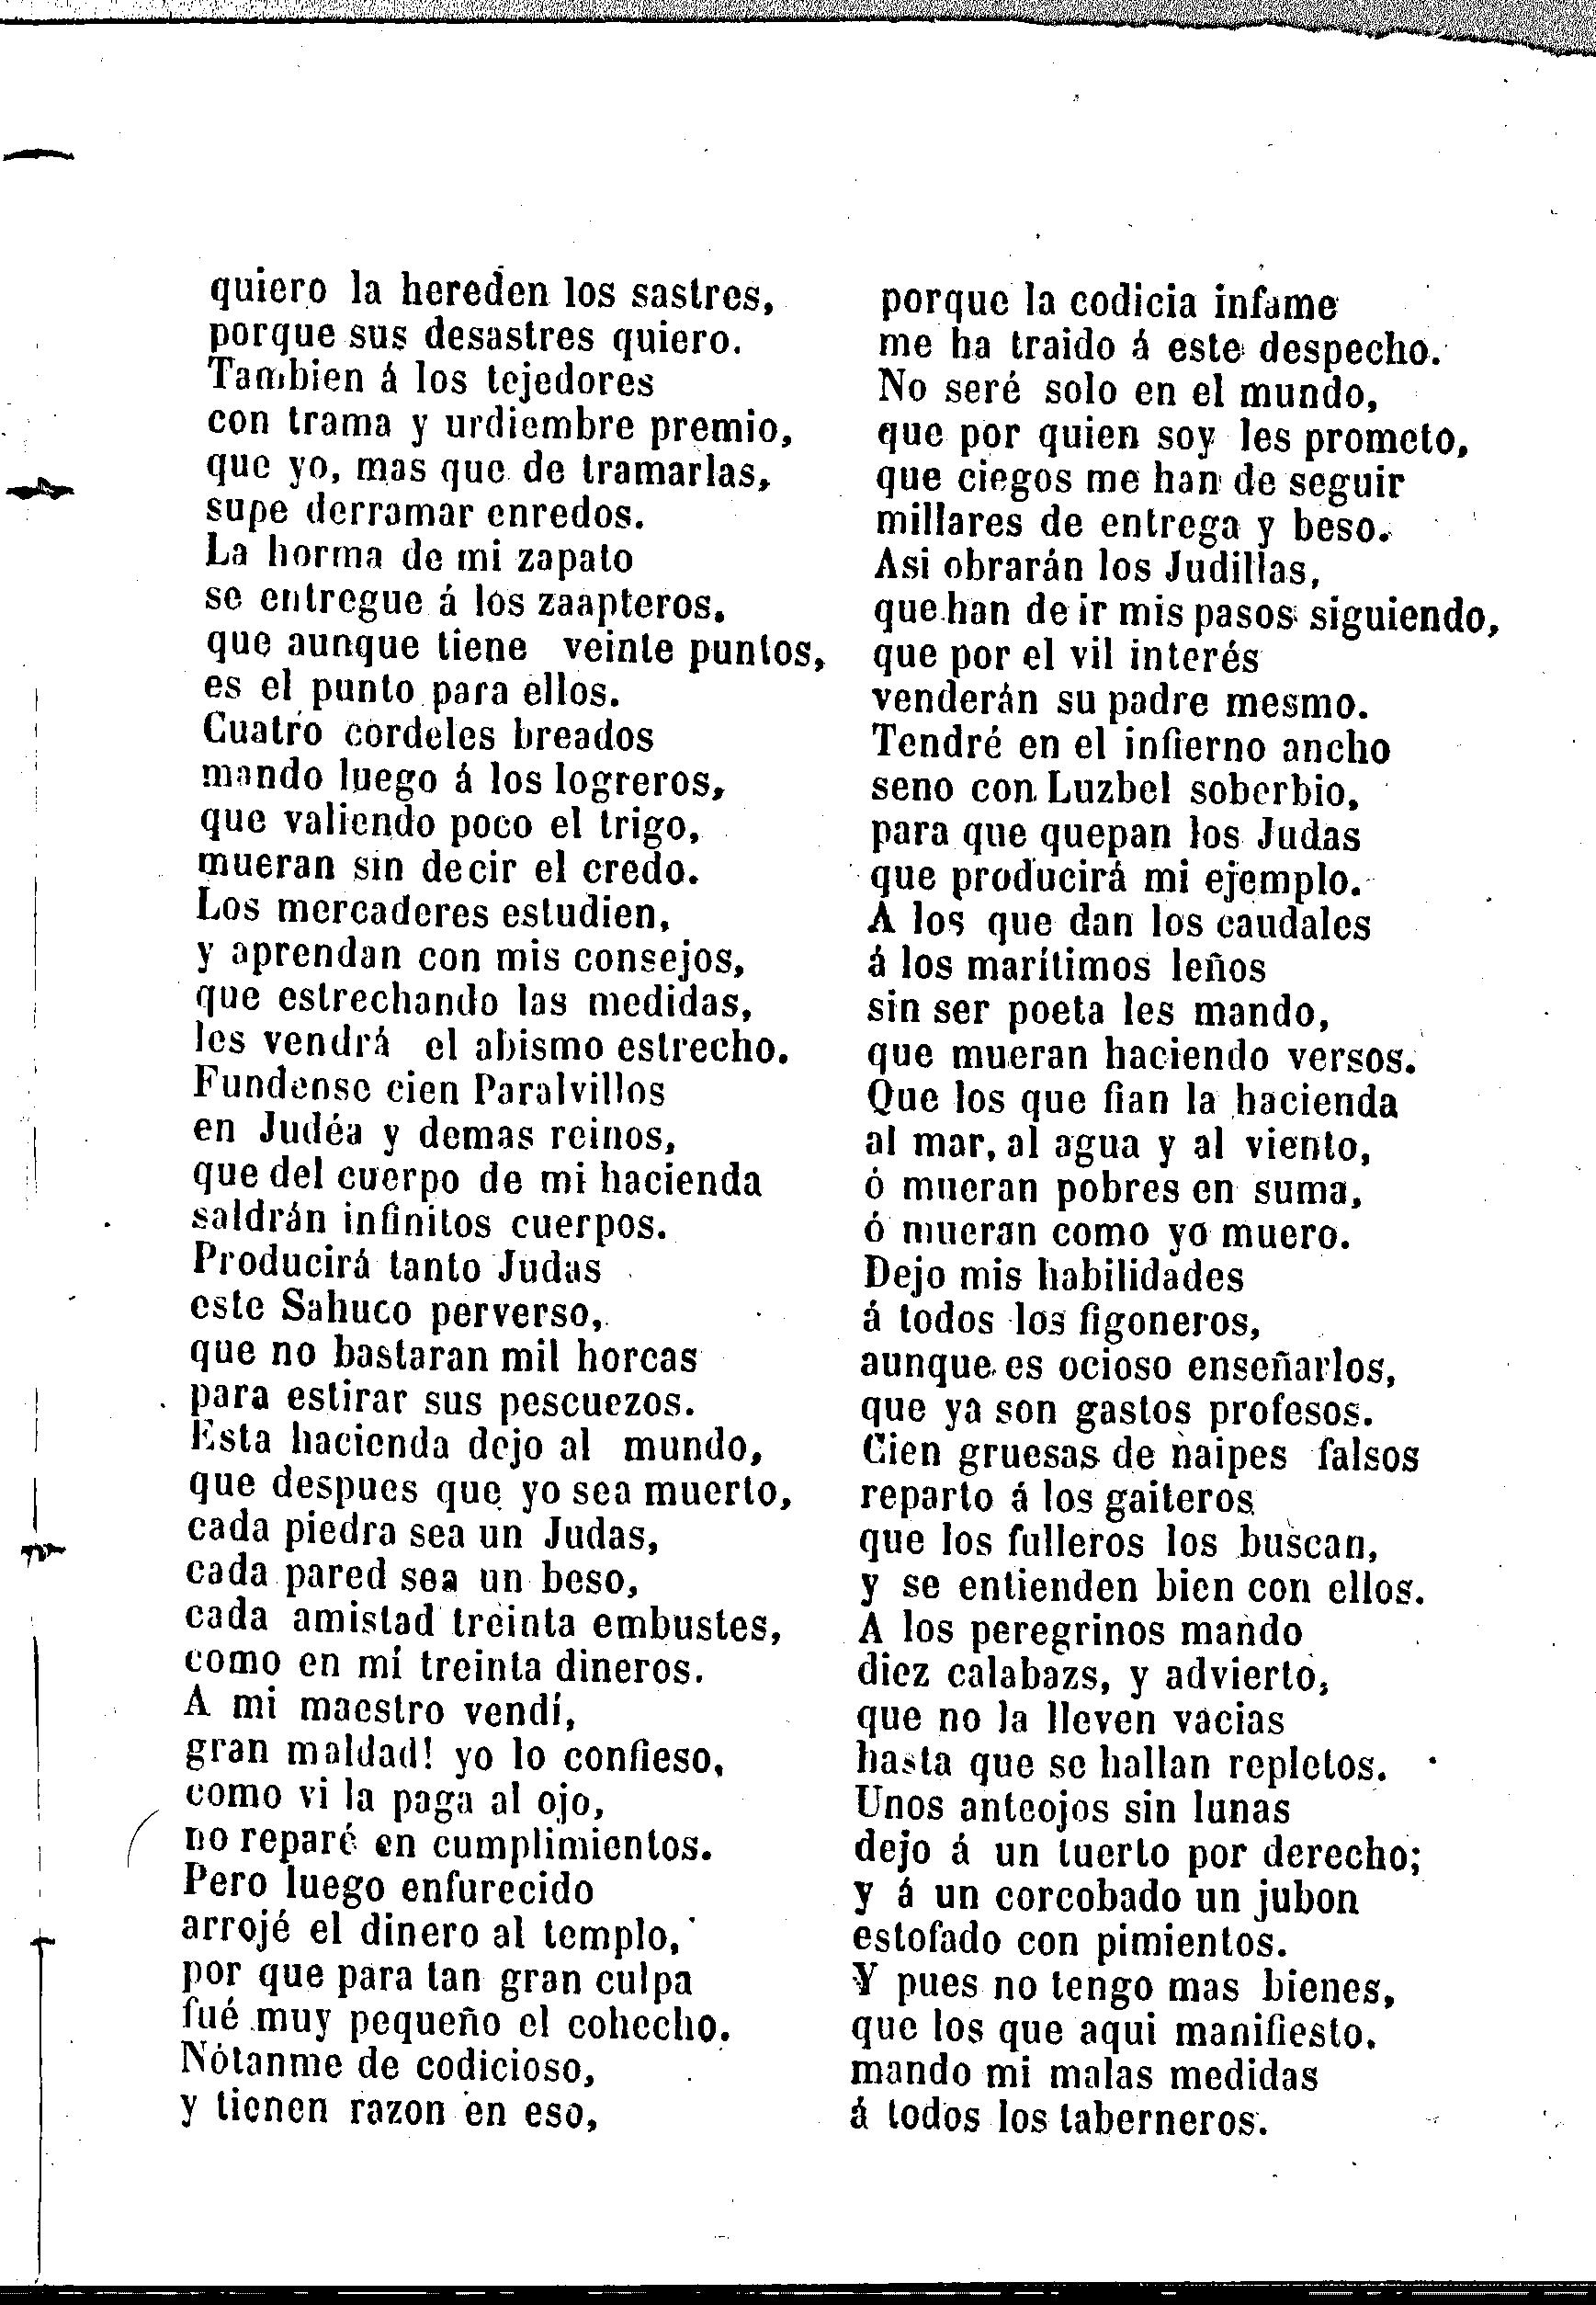 quiero la hereden los sastres,
porque sus desastres quiero.
Tambien á los tejedores
con trama y urdiembre premio,
que yo, mas que de tramarlas,
supe derramar enredos.
La horma de mi zapato
se entregue á los zaapteros.
que aunque tiene veinte puntos,
es el punto para ellos.
Cuatro cordeles breados
mando luego á los logreros,
que valiendo poco el trigo,
mueran sin decir el credo.
Los mercaderes estudien,
y aprendan con mis consejos,
que estrechando las medidas,
les vendrá el abismo estrecho.
Fundense cien Paralvillos
en Judéa y demas reinos,
que del cuerpo de mi hacienda
saldrán infinitos cuerpos.
Producirá tanto Judas
este Sahuco perverso,
que no bastaran mil horcas
para estirar sus pescuezos.
Esta hacienda dejo al mundo,
que despues que yo sea muerto,
cada piedra sea un Judas,
cada pared sea un beso,
cada amistad treinta embustes,
como en mí treinta dineros.
A mi maestro vendí,
gran maldad! yo lo confieso,
como vi la paga al ojo,
no reparé en cumplimientos.
Pero luego enfurecido
arrojé el dinero al templo,
por que para tan gran culpa
fué muy pequeño el cohecho.
Nótanme de codicioso,
y tienen razon en eso,
porque la codicia infame
me ha traido á este despecho.
No seré solo en el mundo,
que por quien soy les prometo,
que ciegos me han de seguir
millares de entrega y beso.
Asi obrarán los Judillas,
que han de ir mis pasos siguiendo,
que por el vil interés
venderán su padre mesmo.
Tendré en el infierno ancho
seno con Luzbel soberbio,
para que quepan los Judas
que producirá mi ejemplo.
A los que dan los caudales
á los marítimos leños
sin ser poeta les mando,
que mueran haciendo versos.
Que los que fian la hacienda
al mar, al agua y al viento,
ó mueran pobres en suma,
ó mueran como yo muero.
Dejo mis habilidades
á todos los figoneros,
aunque es ocioso enseñarlos,
que ya son gastos profesos.
Cien gruesas de naipes falsos
reparto á los gaiteros
que los fulleros los buscan,
y se entienden bien con ellos.
A los peregrinos mando
diez calabazs, y advierto,
que no la lleven vacias
hasta que se hallan repletos.
Unos anteojos sin lunas
dejo á un tuerto por derecho;
y á un corcobado un jubon
estofado con pimientos.
Y pues no tengo mas bienes,
que los que aqui manifiesto.
mando mi malas medidas
á todos los taberneros.